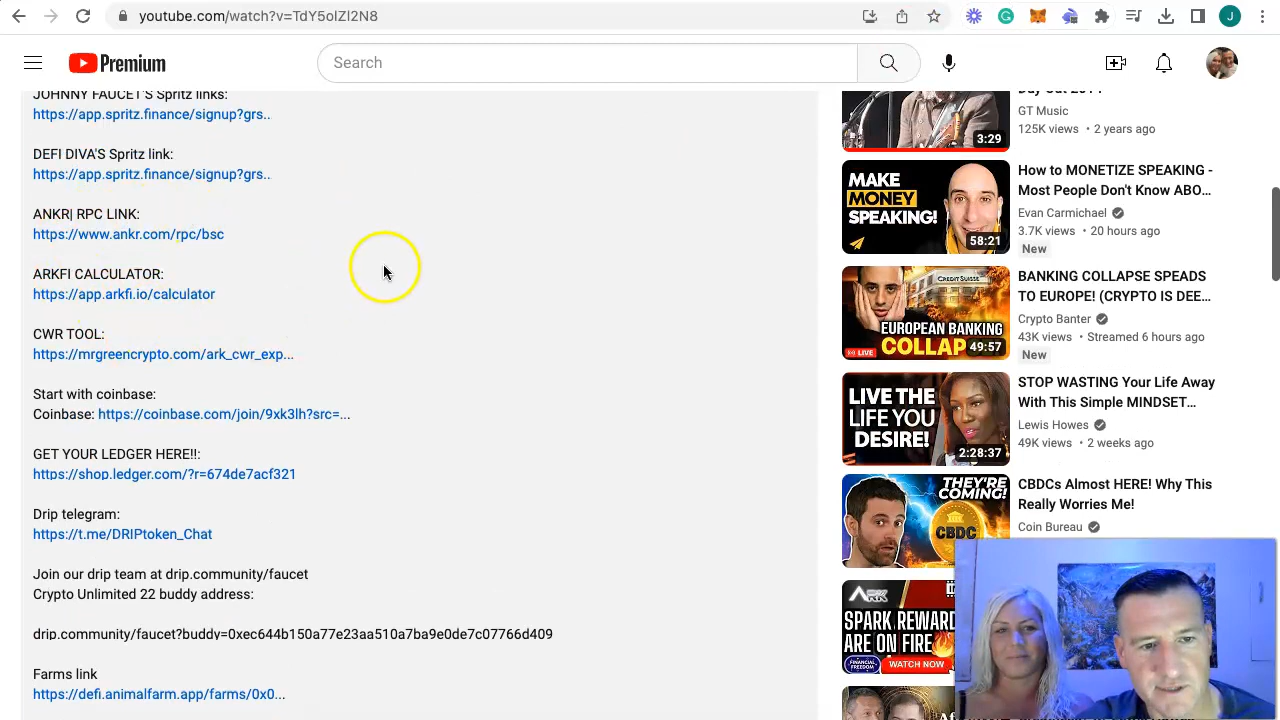 youtube.com/watch?v=TdY5olZl2N8
J
Premium
Search
JOHNNY FAUCET'S Spritz links:
https://app.spritz.finance/signup?grs..
DEFI DIVA'S Spritz link:
https://app.spritz.finance/signup?grs..
ANKR| RPC LINK:
https://www.ankr.com/rpc/bsc
ARKFI CALCULATOR:
https://app.arkfi.io/calculator
CWR TOOL:
https://mrgreencrypto.com/ark_cwr_exp...
Start with coinbase:
Coinbase: https://coinbase.com/join/9xk3lh?src=...
GET YOUR LEDGER HERE!!:
https://shop.ledger.com/?r=674de7acf321
Drip telegram:
https://t.me/DRIPtoken_Chat
Join our drip team at drip.community/faucet
Crypto Unlimited 22 buddy address:
drip.community/faucet?buddy=0xec644b150a77e23aa510a7ba9e0de7c07766d409
Farms link
https://defi.animalfarm.app/farms/0x0...
GT Music
125K views • 2 years ago
3:29
MAKE
MONEY
SPEAKING!
58:21
How to MONETIZE SPEAKING -
Most People Don't Know ABO...
Evan Carmichael
3.7K views • 20 hours ago
New
CREDIT SUISSE
EUROPEAN BANKING
COLLAP
LIVE
49:57
BANKING COLLAPSE SPEADS
TO EUROPE! (CRYPTO IS DEE...
Crypto Banter
43K views • Streamed 6 hours ago
New
LIVE THE
LIFE YOU
DESIRE!
2:28:37
STOP WASTING Your Life Away
With This Simple MINDSET...
Lewis Howes
49K views • 2 weeks ago
THEY'RE
COMING!
CBDC
CBDCs Almost HERE! Why This
Really Worries Me!
Coin Bureau
ARK
SPARK REWARD
ARE ON FIRE
FINANCIAL
FREEDOM
WATCH NOW